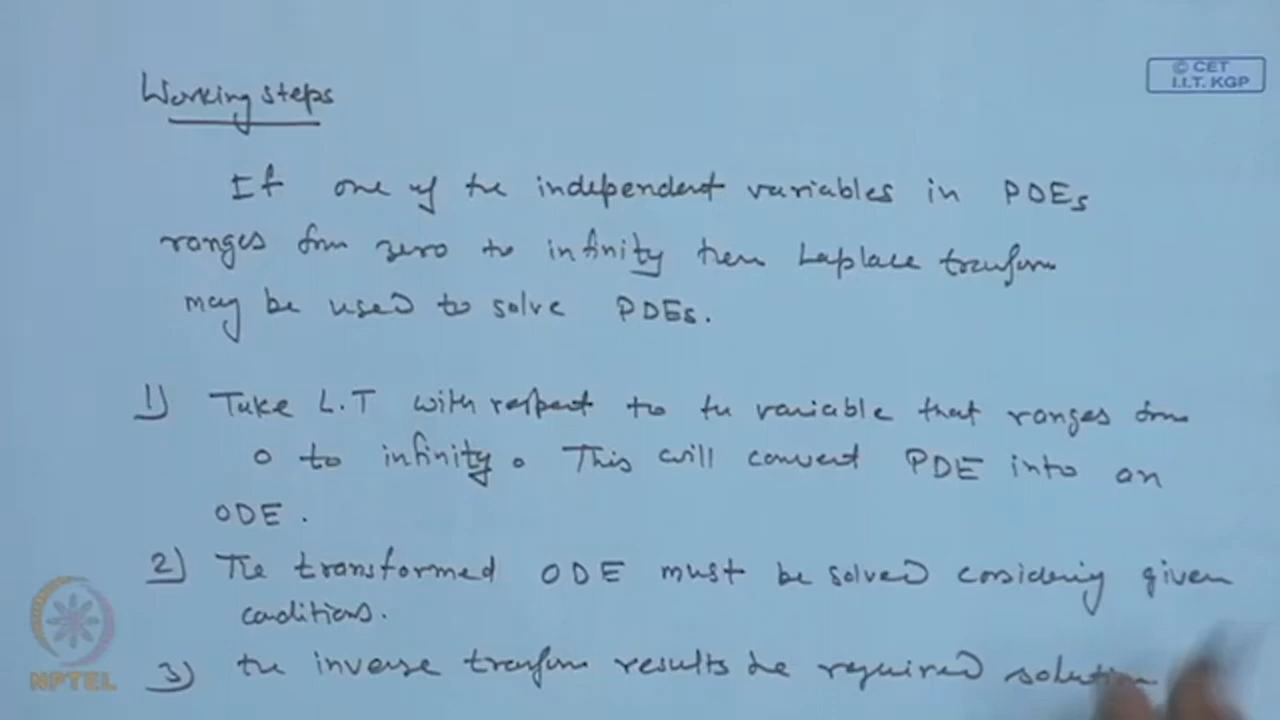 © CET
I.I.T. KGP
Working steps
If one of the independent variables in PDEs
ranges from zero to infinity then Laplace transform
may be used to solve PDEs.
1) Take L.T with respect to the variable that ranges from
0 to infinity. This will convert PDE into an
ODE.
2) The transformed ODE must be solved considering given
conditions.
3) the inverse transform results the required solution
NPTEL